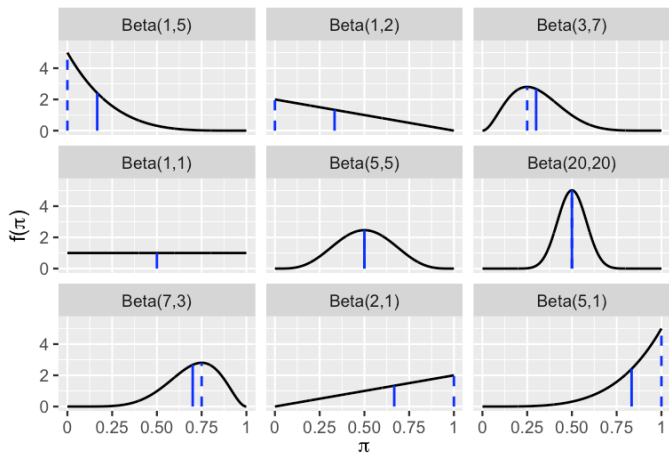 Beta(1,5) Beta(1,2) Beta(3,7)
4
2
0
Beta(1,1) Beta(5,5) Beta(20,20)
f(π)
4
2
0
Beta(7,3) Beta(2,1) Beta(5,1)
4
2
0
0 0.25 0.50 0.75 1 0 0.25 0.50 0.75 1 0 0.25 0.50 0.75 1
π